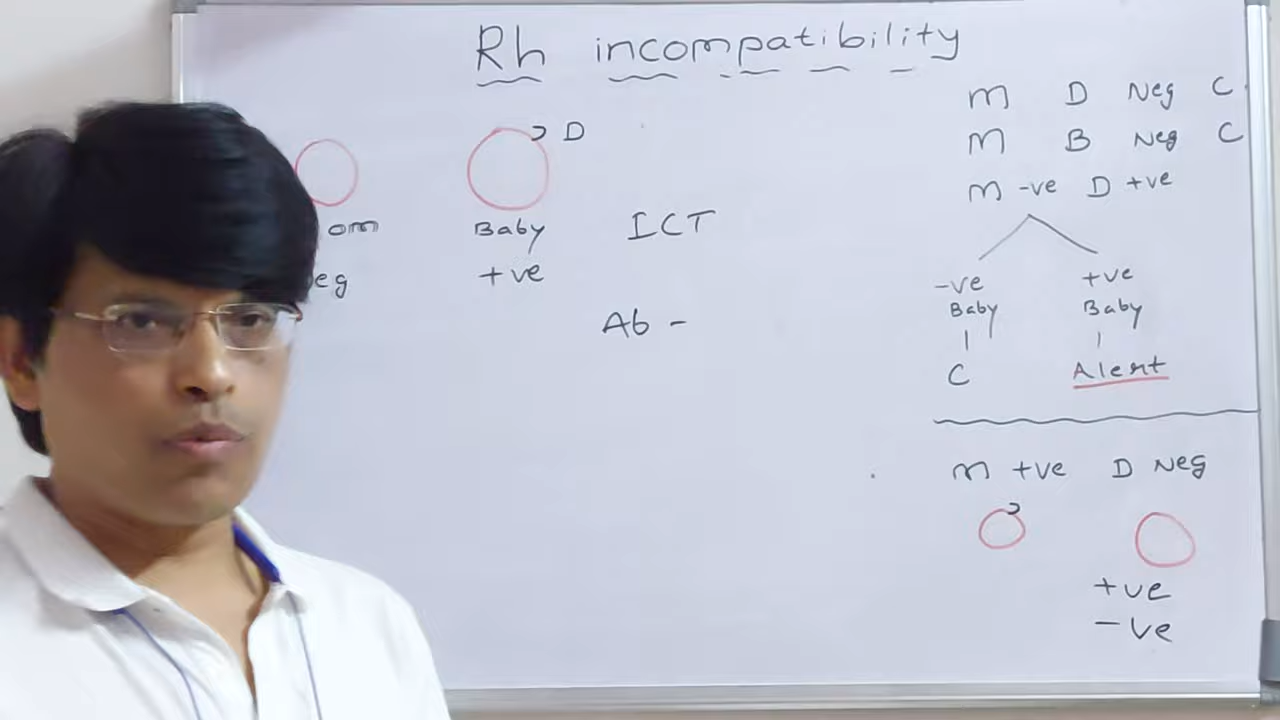 Rh incompatibility
D
om Baby
eg +ve
ICT
Ab -
M D Neg C
M B Neg C
M -ve D +ve
-ve +ve
Baby Baby
C Alert
M +ve D Neg
+ve
-ve